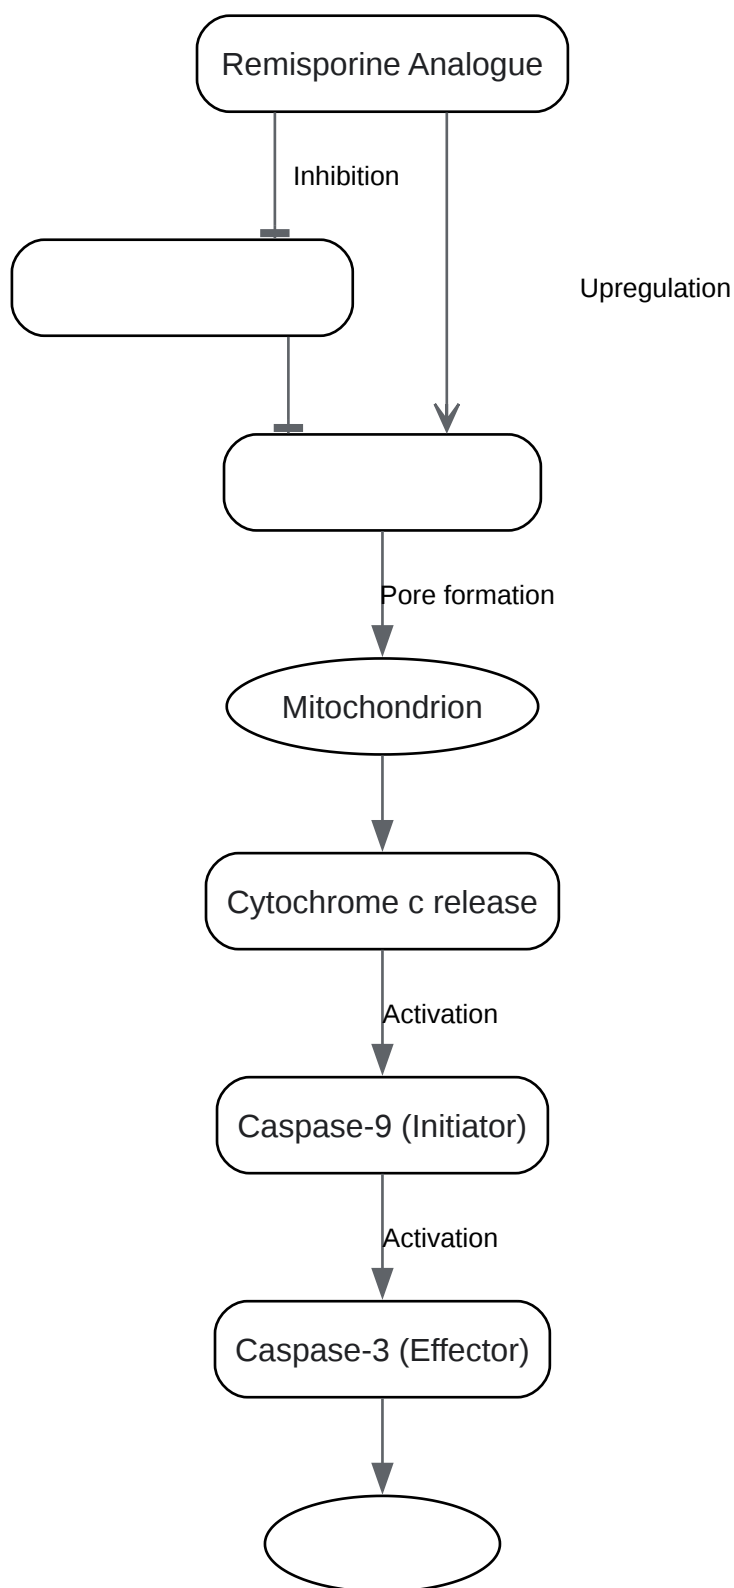 Remisporine Analogue
Inhibition
Upregulation
Pore formation
Mitochondrion
Cytochrome c release
Activation
Caspase-9 (Initiator)
Activation
Caspase-3 (Effector)